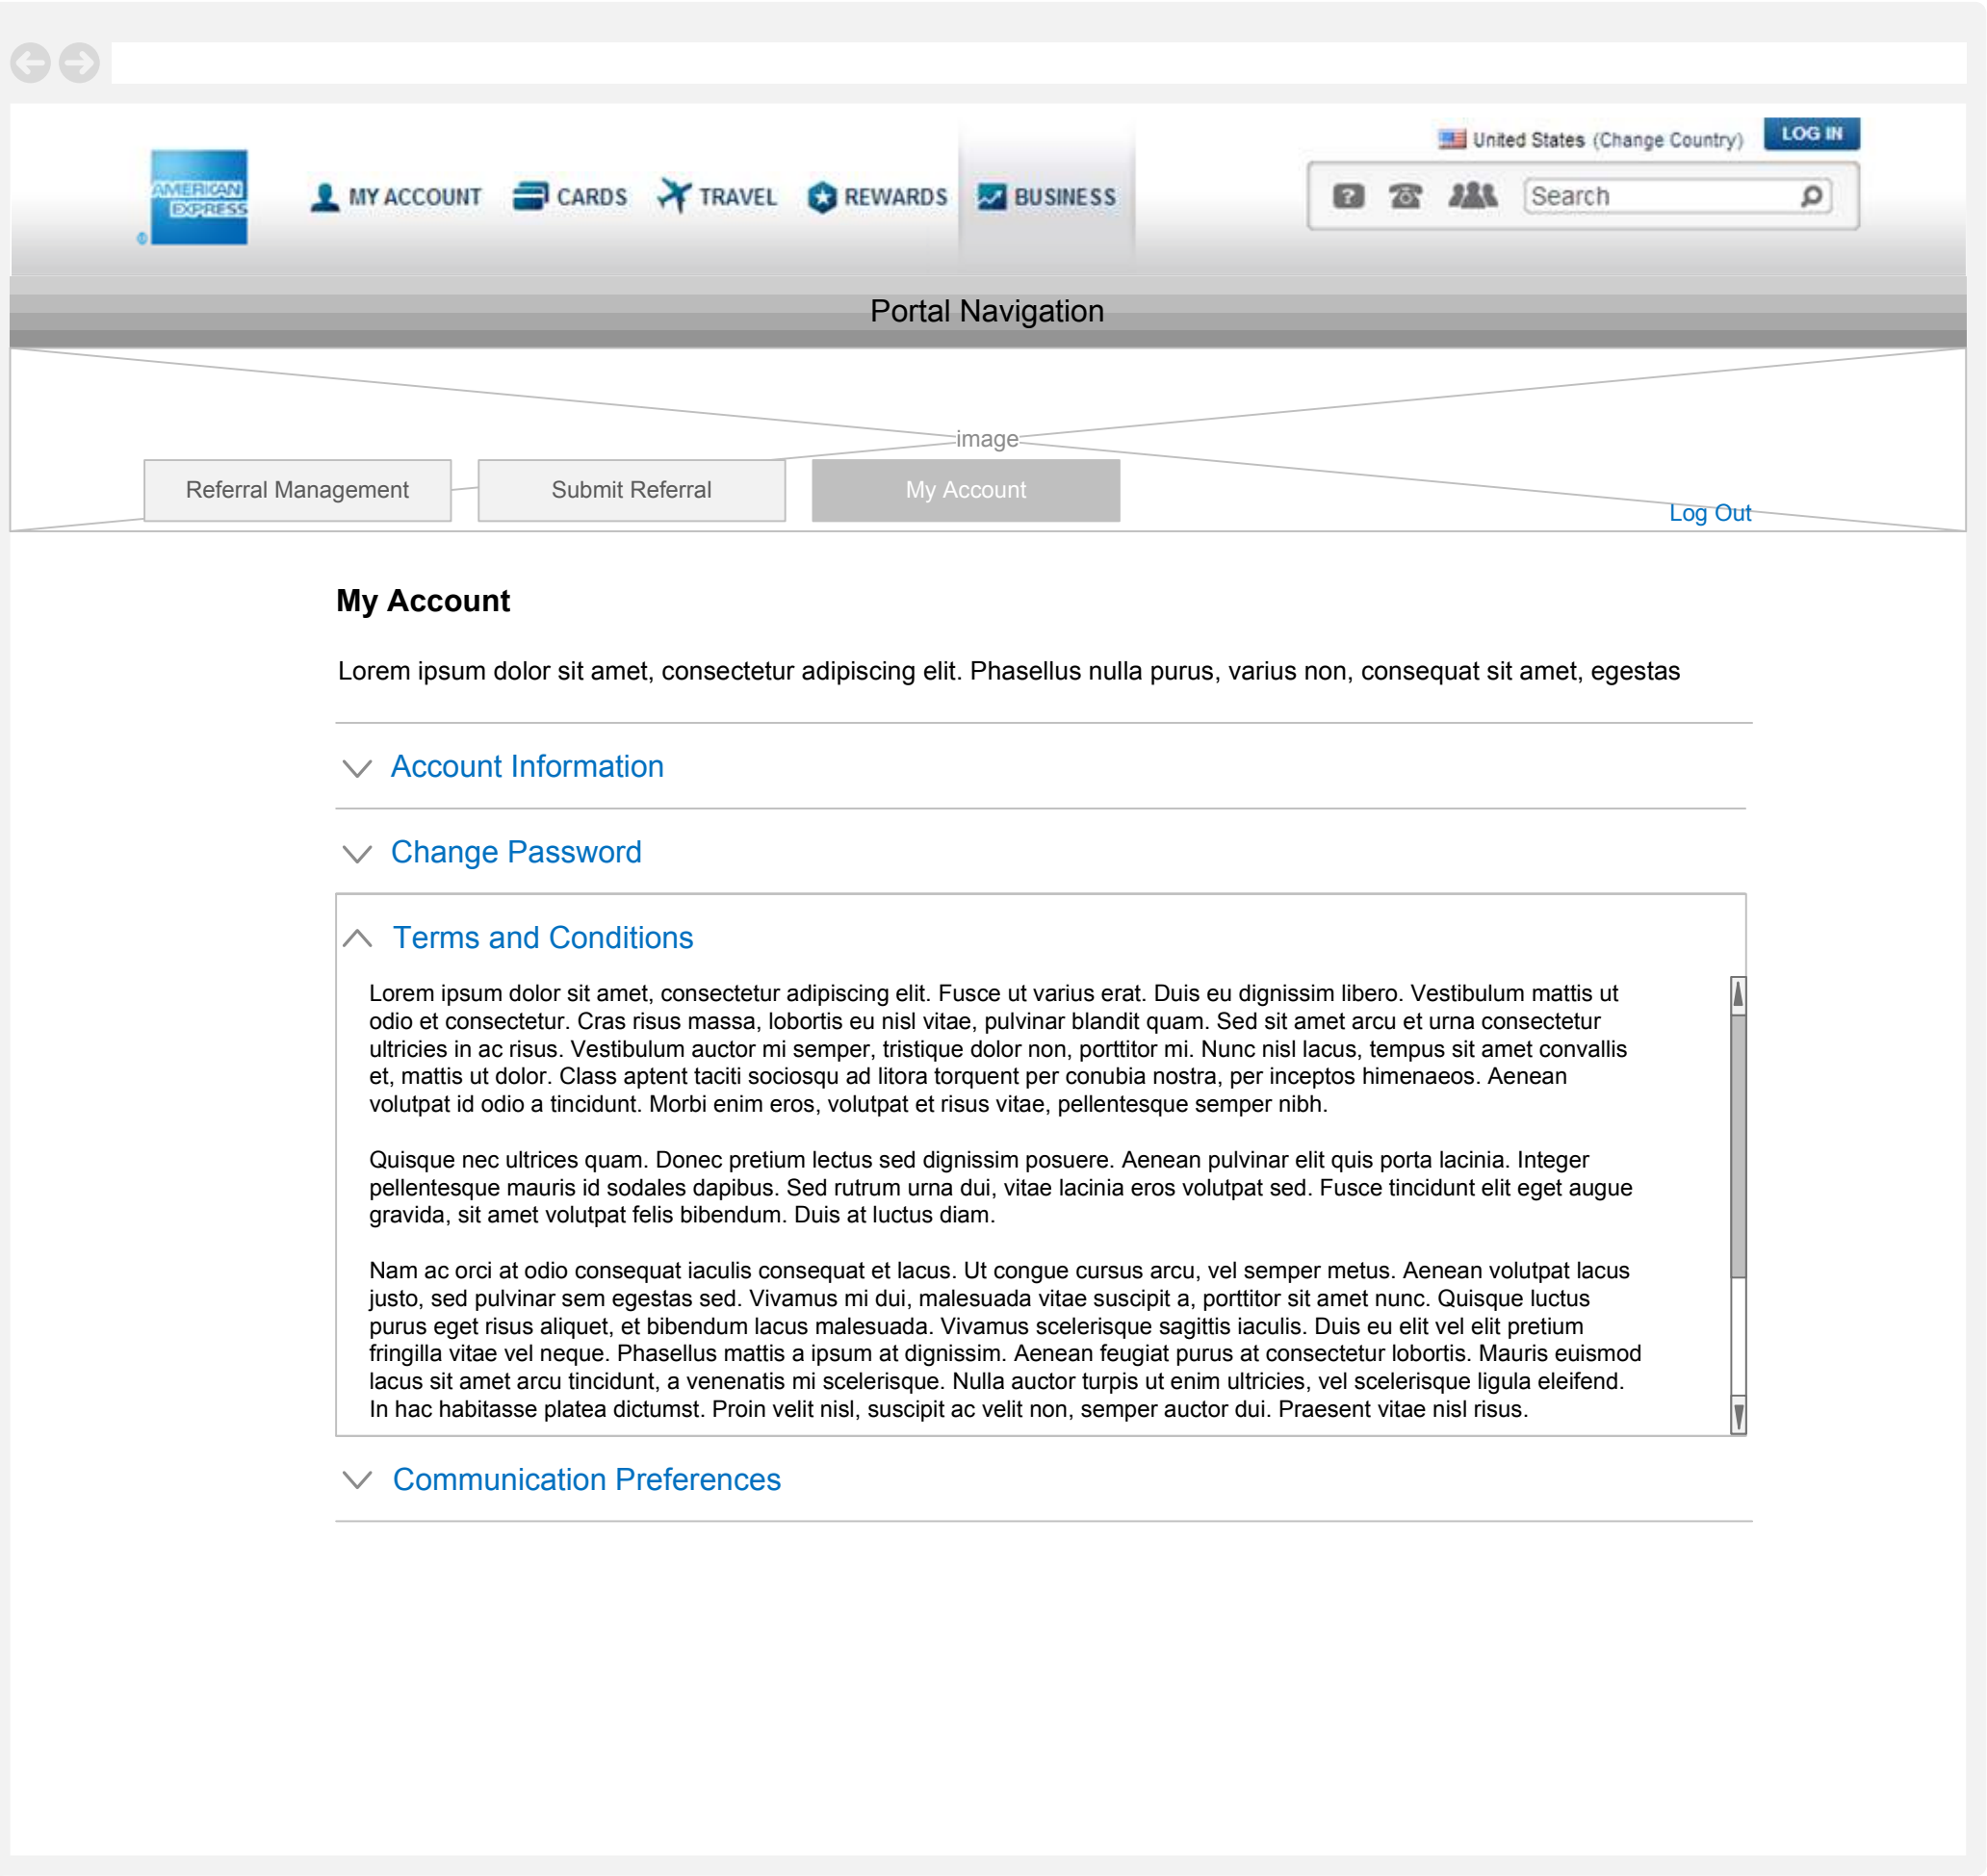 United States (Change Country) LOG IN
AMERICAN
EXPRESS
®
MY ACCOUNT CARDS TRAVEL REWARDS BUSINESS
? Search
Portal Navigation
image
Referral Management Submit Referral My Account
Log Out
My Account
Lorem ipsum dolor sit amet, consectetur adipiscing elit. Phasellus nulla purus, varius non, consequat sit amet, egestas
Account Information
Change Password
Terms and Conditions
Lorem ipsum dolor sit amet, consectetur adipiscing elit. Fusce ut varius erat. Duis eu dignissim libero. Vestibulum mattis ut
odio et consectetur. Cras risus massa, lobortis eu nisl vitae, pulvinar blandit quam. Sed sit amet arcu et urna consectetur
ultricies in ac risus. Vestibulum auctor mi semper, tristique dolor non, porttitor mi. Nunc nisl lacus, tempus sit amet convallis
et, mattis ut dolor. Class aptent taciti sociosqu ad litora torquent per conubia nostra, per inceptos himenaeos. Aenean
volutpat id odio a tincidunt. Morbi enim eros, volutpat et risus vitae, pellentesque semper nibh.
Quisque nec ultrices quam. Donec pretium lectus sed dignissim posuere. Aenean pulvinar elit quis porta lacinia. Integer
pellentesque mauris id sodales dapibus. Sed rutrum urna dui, vitae lacinia eros volutpat sed. Fusce tincidunt elit eget augue
gravida, sit amet volutpat felis bibendum. Duis at luctus diam.
Nam ac orci at odio consequat iaculis consequat et lacus. Ut congue cursus arcu, vel semper metus. Aenean volutpat lacus
justo, sed pulvinar sem egestas sed. Vivamus mi dui, malesuada vitae suscipit a, porttitor sit amet nunc. Quisque luctus
purus eget risus aliquet, et bibendum lacus malesuada. Vivamus scelerisque sagittis iaculis. Duis eu elit vel elit pretium
fringilla vitae vel neque. Phasellus mattis a ipsum at dignissim. Aenean feugiat purus at consectetur lobortis. Mauris euismod
lacus sit amet arcu tincidunt, a venenatis mi scelerisque. Nulla auctor turpis ut enim ultricies, vel scelerisque ligula eleifend.
In hac habitasse platea dictumst. Proin velit nisl, suscipit ac velit non, semper auctor dui. Praesent vitae nisl risus.
Communication Preferences